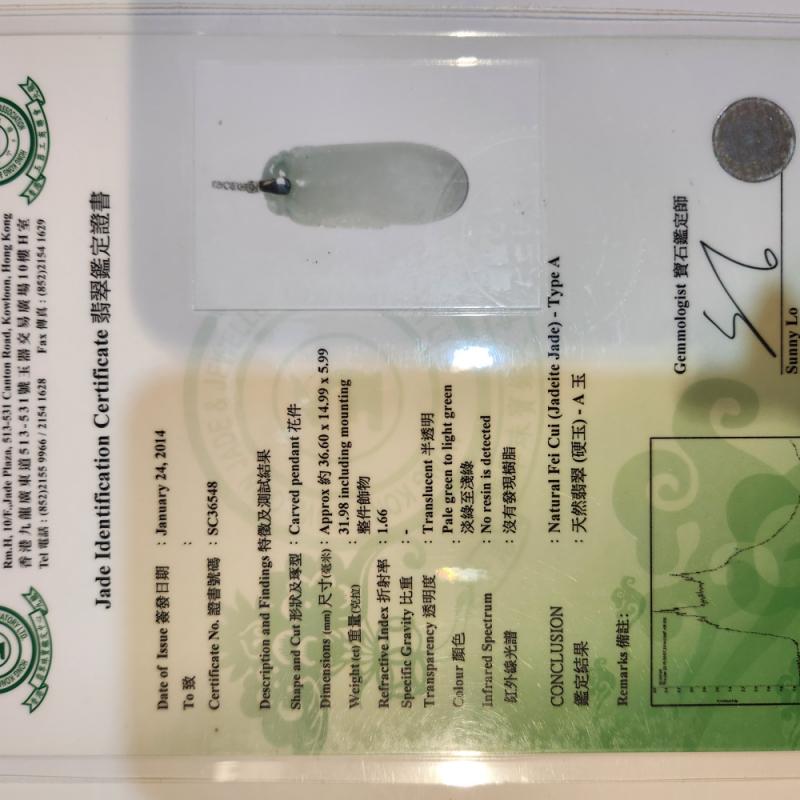 Rm.H, 10/F.,Jade Plaza, 513-531 Canton Road, Kowloon, Hong Kong
香港九龍廣東道513-531號玉器交易廣場10樓H室
Tel 電話 : (852)2155 9966 / 2154 1628 Fax 傳真 : (852)2154 1629
Jade Identification Certificate 翡翠鑑定證書
Date of Issue 簽發日期 : January 24, 2014
To 致 :
Certificate No. 證書號碼 : SC36548
Description and Findings 特徵及測試結果
Shape and Cut 形狀及琢型 : Carved pendant 花件
Dimensions (mm) 尺寸(毫米) : Approx 約 36.60 x 14.99 x 5.99
Weight (ct) 重量(克拉) : 31.98 including mounting
整件飾物
Refractive Index 折射率 : 1.66
Specific Gravity 比重 : -
Transparency 透明度 : Translucent 半透明
Colour 顏色 : Pale green to light green
淡綠至淺綠
Infrared Spectrum : No resin is detected
紅外線光譜 : 沒有發現樹脂
CONCLUSION : Natural Fei Cui (Jadeite Jade) - Type A
鑑定結果 : 天然翡翠 (硬玉) - A 玉
Remarks 備註 :
Gemmologist 寶石鑑定師
Sunny Lo